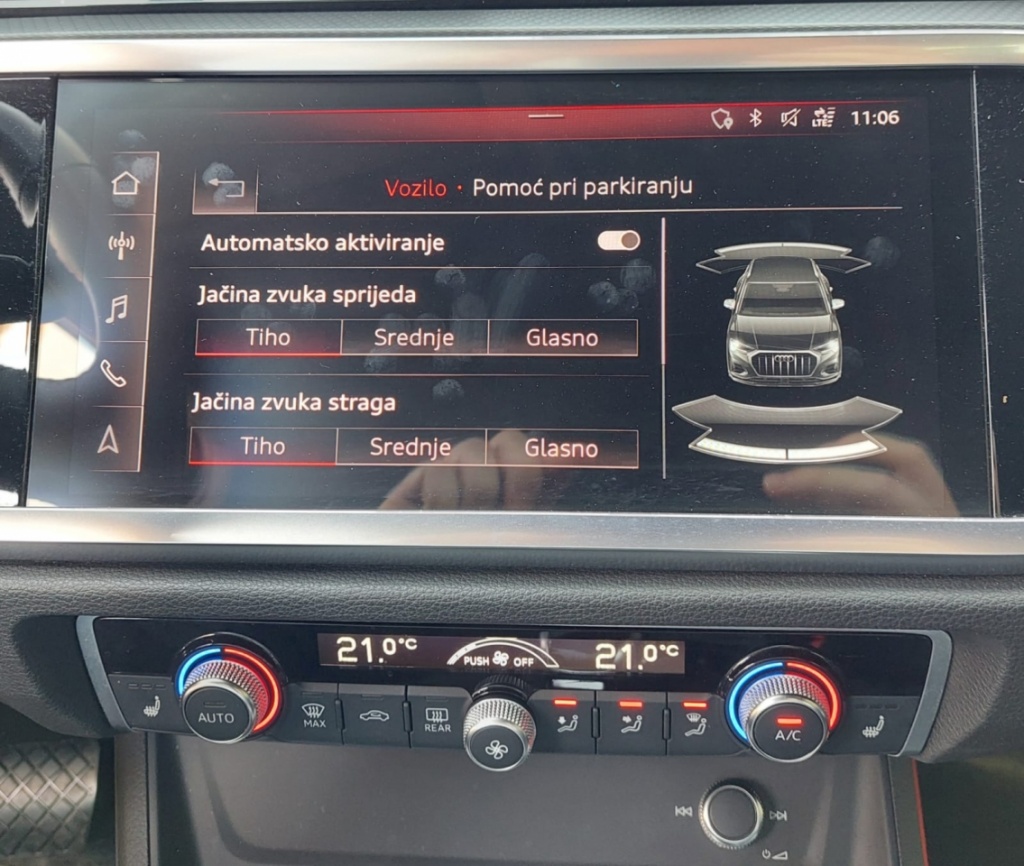 LTE 11:06
Vozilo · Pomoć pri parkiranju
Automatsko aktiviranje
Jačina zvuka sprijeda
Tiho Srednje Glasno
Jačina zvuka straga
Tiho Srednje Glasno
21.0°C PUSH OFF 21.0°C
AUTO MAX REAR A/C